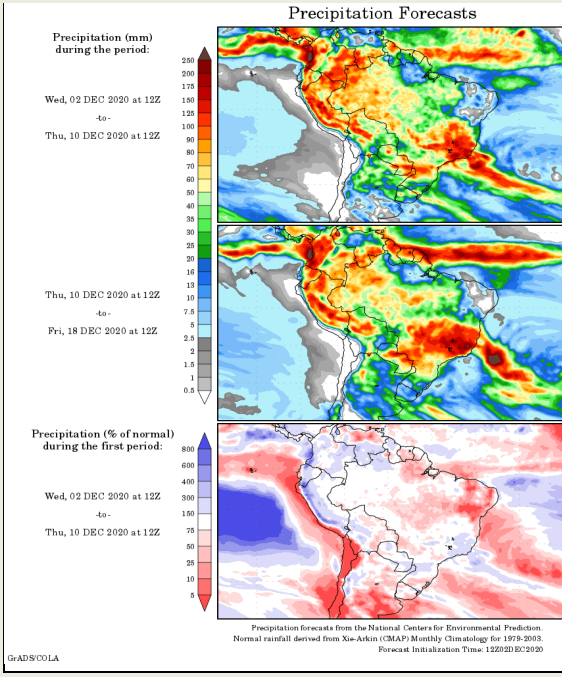 Precipitation Forecasts
Precipitation (mm)
during the period:
Wed, 02 DEC 2020 at 12Z
-to-
Thu, 10 DEC 2020 at 12Z
250
200
175
150
125
100
90
80
70
60
50
40
35
30
25
20
16
13
10
7.5
5
2.5
2
1.5
1
0.5
Thu, 10 DEC 2020 at 12Z
-to-
Fri, 18 DEC 2020 at 12Z
Precipitation (% of normal)
during the first period:
Wed, 02 DEC 2020 at 12Z
-to-
Thu, 10 DEC 2020 at 12Z
800
600
400
300
150
75
50
25
10
5
Precipitation forecasts from the National Centers for Environmental Prediction.
Normal rainfall derived from Xie-Arkin (CMAP) Monthly Climatology for 1979-2003.
Forecast Initialization Time: 12Z02DEC2020
GrADS/COLA